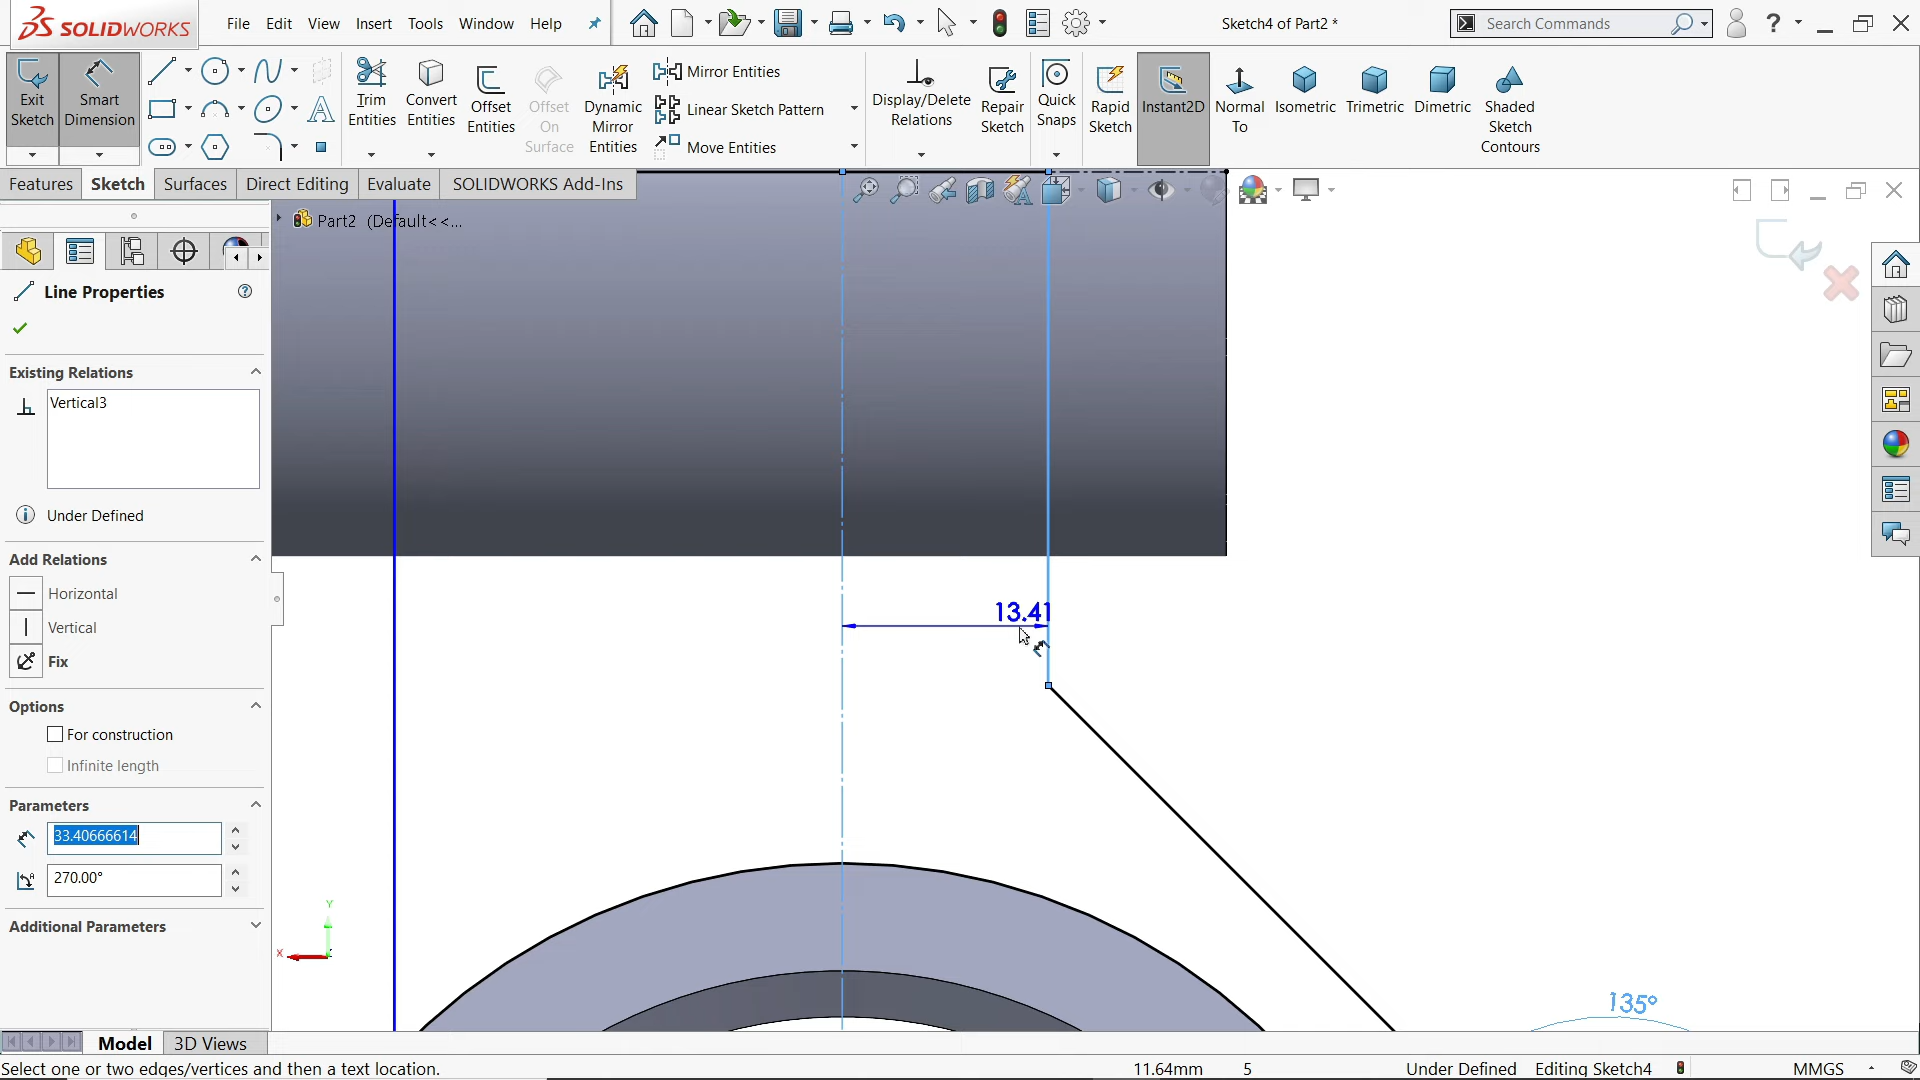 SOLIDWORKS
File Edit View Insert Tools Window Help
Sketch4 of Part2 *
Search Commands
?
Exit Sketch
Smart Dimension
Trim Entities
Convert Entities
Offset Entities
Offset On Surface
Dynamic Mirror Entities
Mirror Entities
Linear Sketch Pattern
Move Entities
Display/Delete Relations
Repair Sketch
Quick Snaps
Rapid Sketch
Instant2D
Normal To
Isometric
Trimetric
Dimetric
Shaded Sketch Contours
Features Sketch Surfaces Direct Editing Evaluate SOLIDWORKS Add-Ins
Part2 (Default<<...
Line Properties
Existing Relations
Vertical3
Under Defined
Add Relations
Horizontal
Vertical
Fix
Options
For construction
Infinite length
Parameters
33.40666614
270.00°
Additional Parameters
13.41
135°
Y
X
Model 3D Views
Select one or two edges/vertices and then a text location.
11.64mm 5 Under Defined Editing Sketch4 MMGS